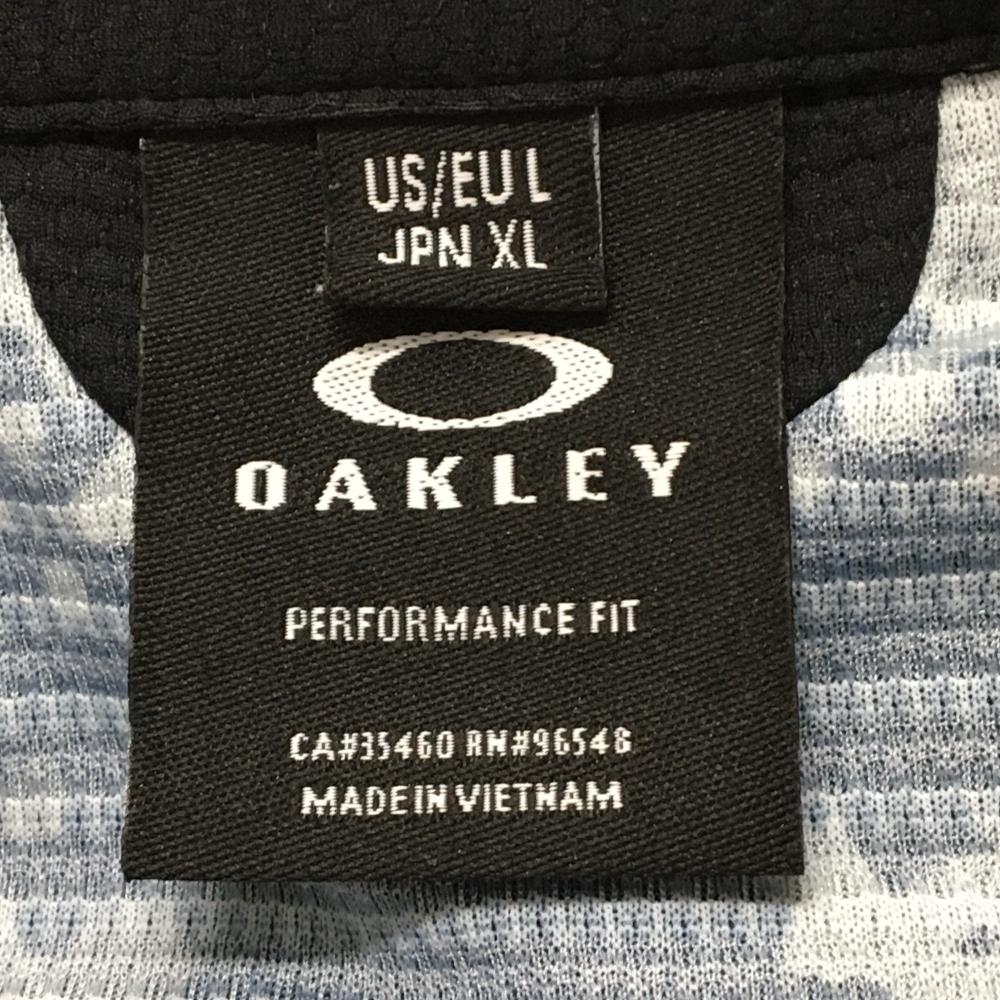 US/EU L
JPN XL
OAKLEY
PERFORMANCE FIT
CA#35460 RN#96548
MADE IN VIETNAM